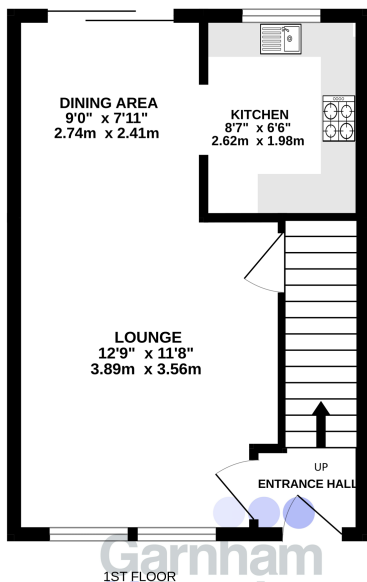 DINING AREA
9'0" x 7'11"
2.74m x 2.41m
KITCHEN
8'7" x 6'6"
2.62m x 1.98m
LOUNGE
12'9" x 11'8"
3.89m x 3.56m
UP
ENTRANCE HALL
Garnham
1ST FLOOR